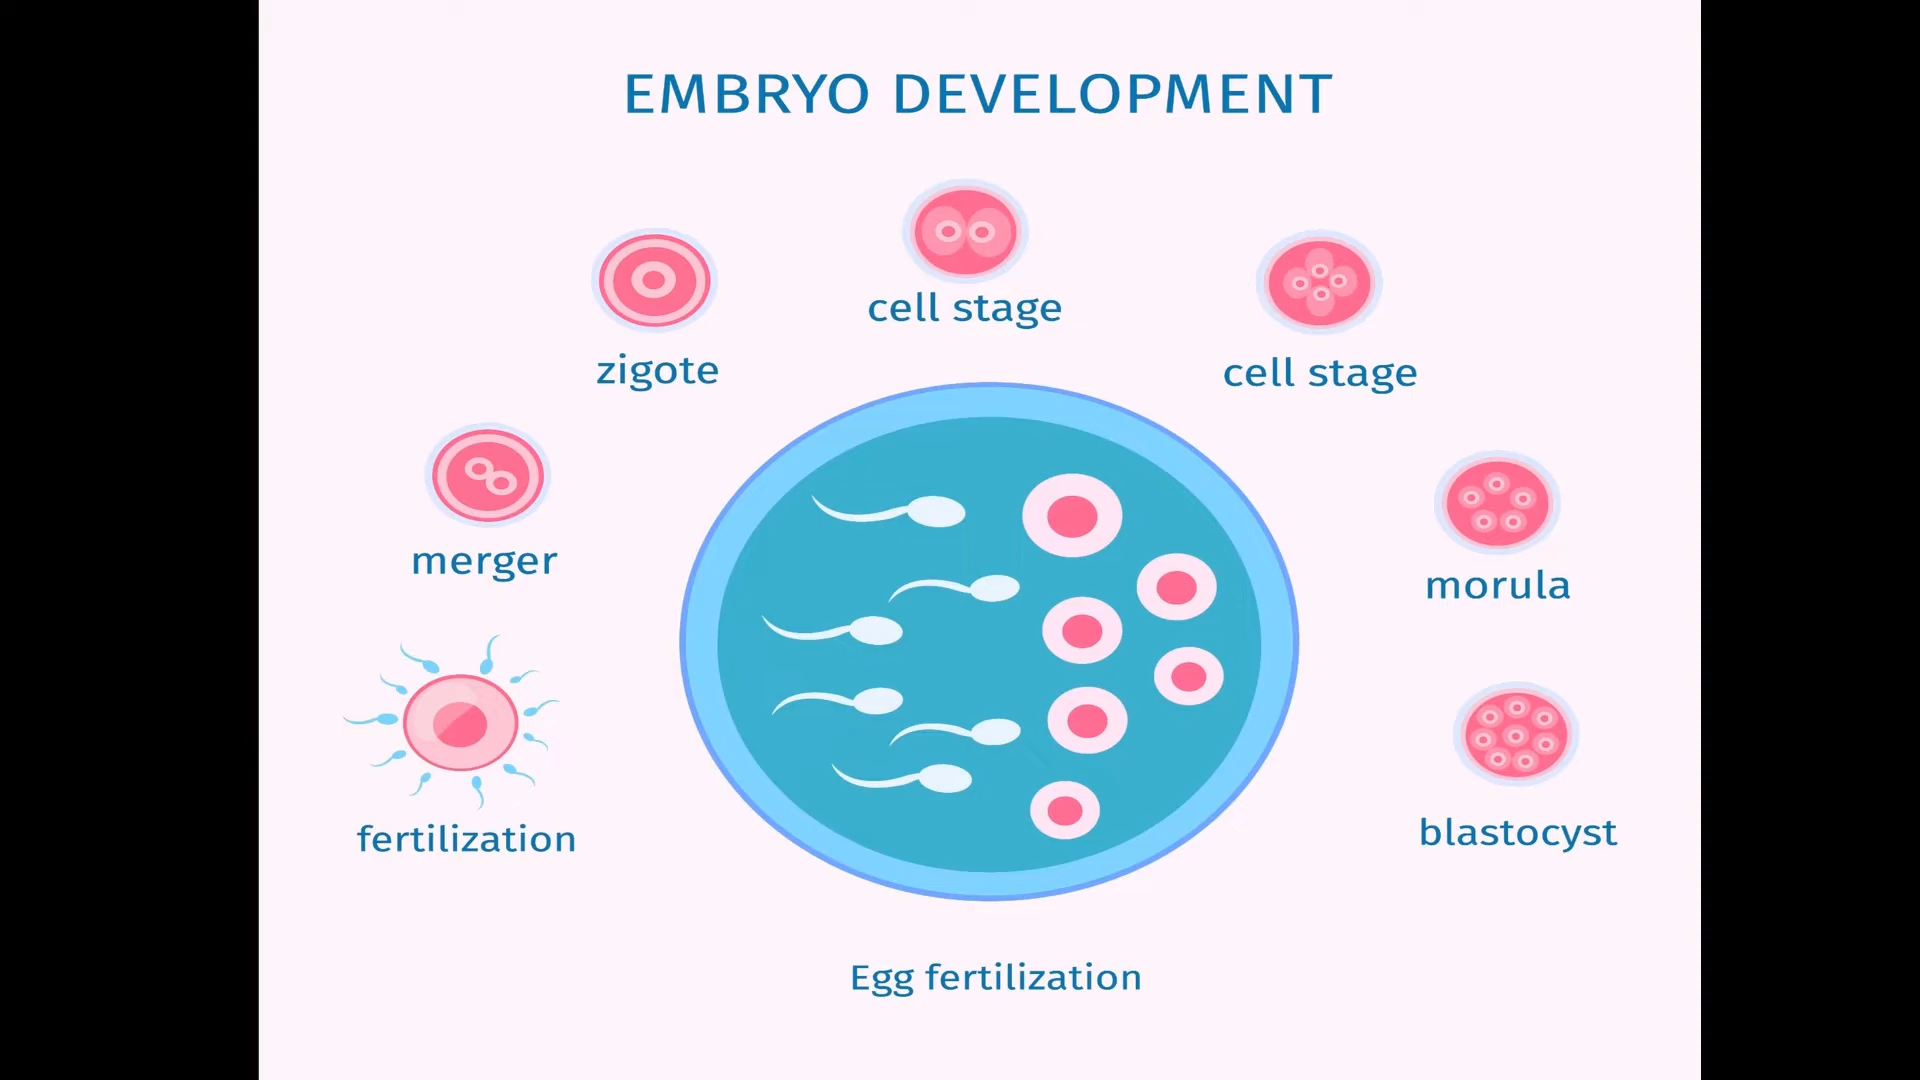 EMBRYO DEVELOPMENT
cell stage
zigote
cell stage
merger
morula
fertilization
blastocyst
Egg fertilization